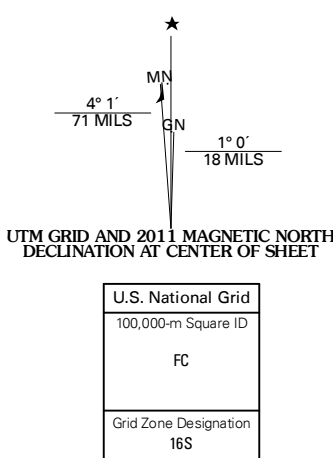 ★
MN
4° 1´
71 MILS
GN
1° 0´
18 MILS
UTM GRID AND 2011 MAGNETIC NORTH
DECLINATION AT CENTER OF SHEET
U.S. National Grid
100,000-m Square ID
FC
Grid Zone Designation
16S